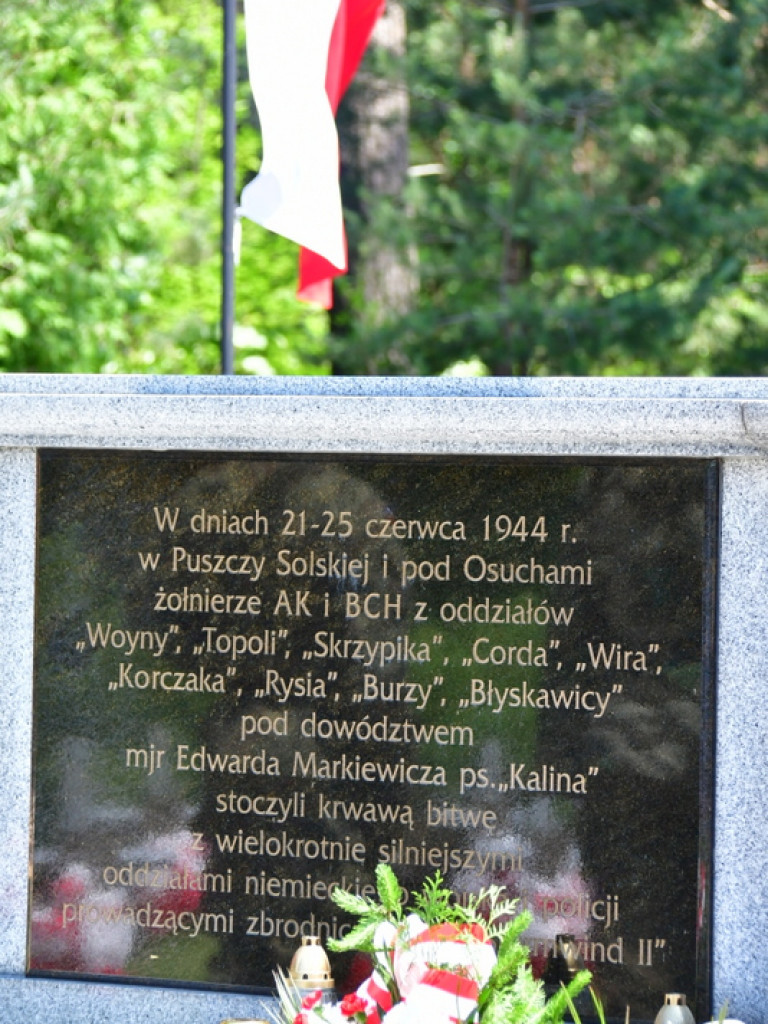 W dniach 21-25 czerwca 1944 r.
w Puszczy Solskiej i pod Osuchami
żołnierze AK i BCH z oddziałów
„Woyny”, „Topoli”, „Skrzypika”, „Corda”, „Wira”,
„Korczaka”, „Rysia”, „Burzy”, „Błyskawicy”
pod dowództwem
mjr Edwarda Markiewicza ps.„Kalina”
stoczyli krwawą bitwę
z wielokrotnie silniejszymi
oddziałami policji
prowadzącymi II”